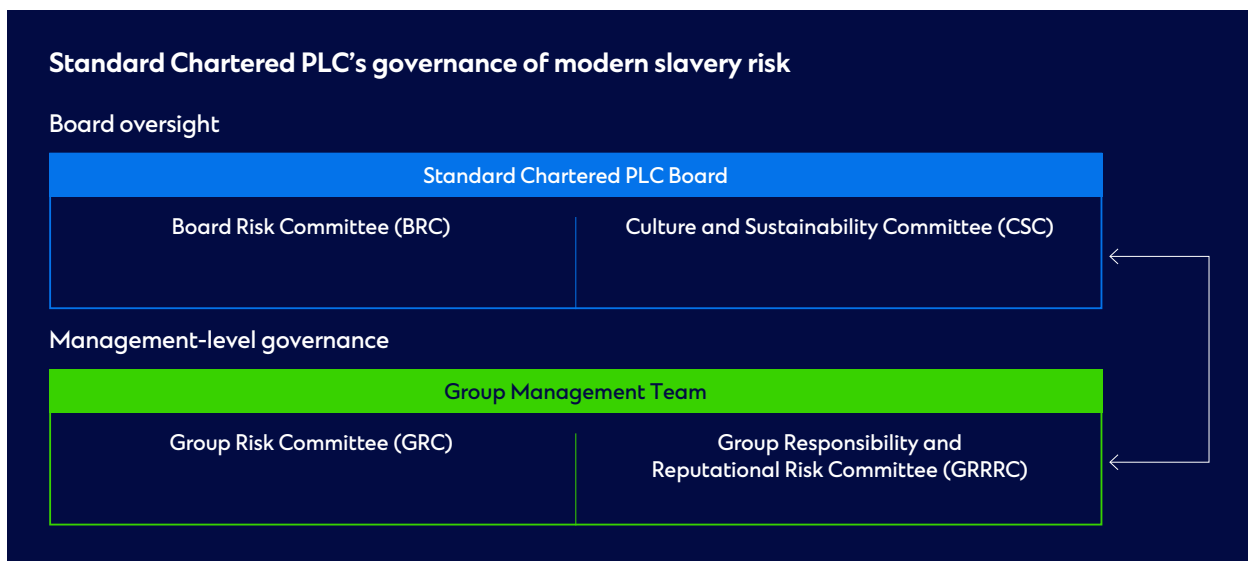 Standard Chartered PLC’s governance of modern slavery risk
Board oversight
Standard Chartered PLC Board
Board Risk Committee (BRC)
Culture and Sustainability Committee (CSC)
Management-level governance
Group Management Team
Group Risk Committee (GRC)
Group Responsibility and
Reputational Risk Committee (GRRRC)